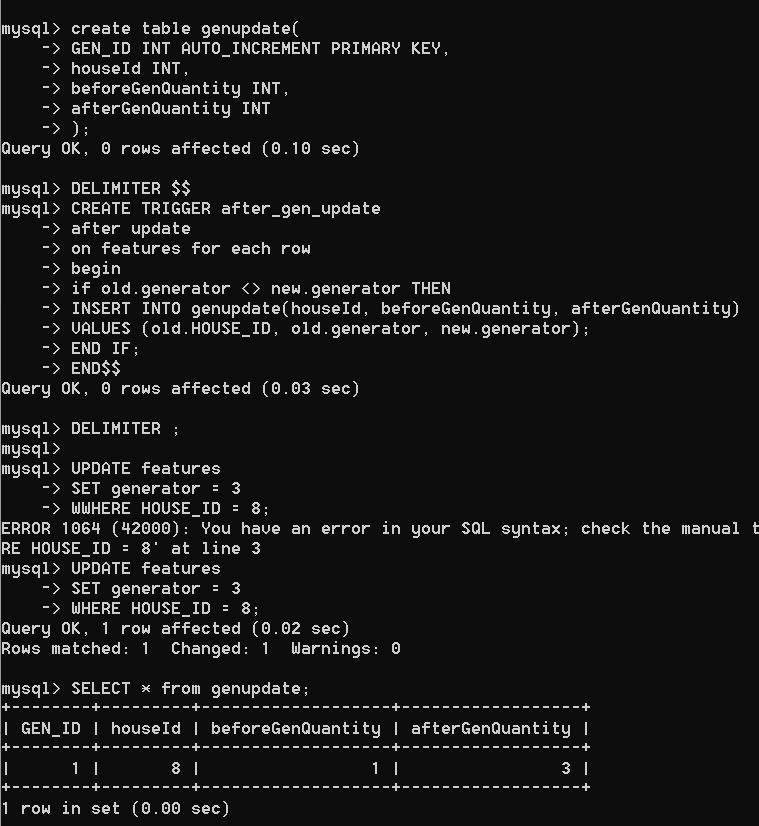 mysql> create table genupdate(
    -> GEN_ID INT AUTO_INCREMENT PRIMARY KEY,
    -> houseId INT,
    -> beforeGenQuantity INT,
    -> afterGenQuantity INT
    -> );
Query OK, 0 rows affected (0.10 sec)

mysql> DELIMITER $$
mysql> CREATE TRIGGER after_gen_update
    -> after update
    -> on features for each row
    -> begin
    -> if old.generator <> new.generator THEN
    -> INSERT INTO genupdate(houseId, beforeGenQuantity, afterGenQuantity)
    -> VALUES (old.HOUSE_ID, old.generator, new.generator);
    -> END IF;
    -> END$$
Query OK, 0 rows affected (0.03 sec)

mysql> DELIMITER ;
mysql>
mysql> UPDATE features
    -> SET generator = 3
    -> WWHERE HOUSE_ID = 8;
ERROR 1064 (42000): You have an error in your SQL syntax; check the manual t
RE HOUSE_ID = 8' at line 3
mysql> UPDATE features
    -> SET generator = 3
    -> WHERE HOUSE_ID = 8;
Query OK, 1 row affected (0.02 sec)
Rows matched: 1  Changed: 1  Warnings: 0

mysql> SELECT * from genupdate;
+--------+---------+-------------------+------------------+
| GEN_ID | houseId | beforeGenQuantity | afterGenQuantity |
+--------+---------+-------------------+------------------+
|      1 |       8 |                 1 |                3 |
+--------+---------+-------------------+------------------+
1 row in set (0.00 sec)